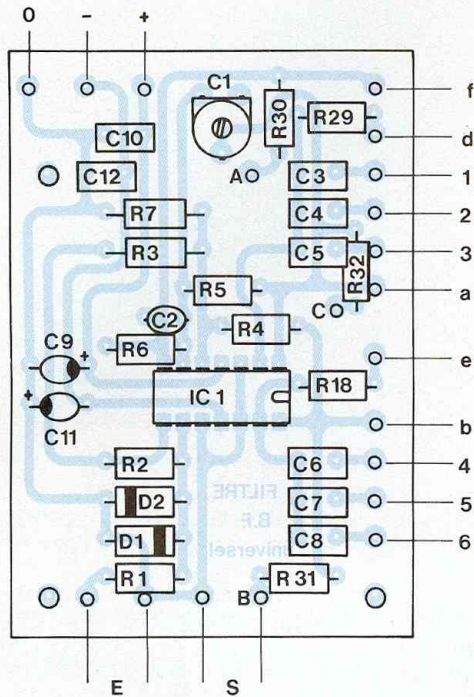 0 - +
f
C1
R30
R29
d
C10
C12
A
C3
1
R7
C4
2
R3
C5
3
R32
R5
a
C2
C
R4
C9
+
R6
e
IC 1
R18
+
C11
b
R2
C6
4
D2
FILTRE
C7
5
B.F.
D1
universel
C8
6
R1
B
R 31
E
S